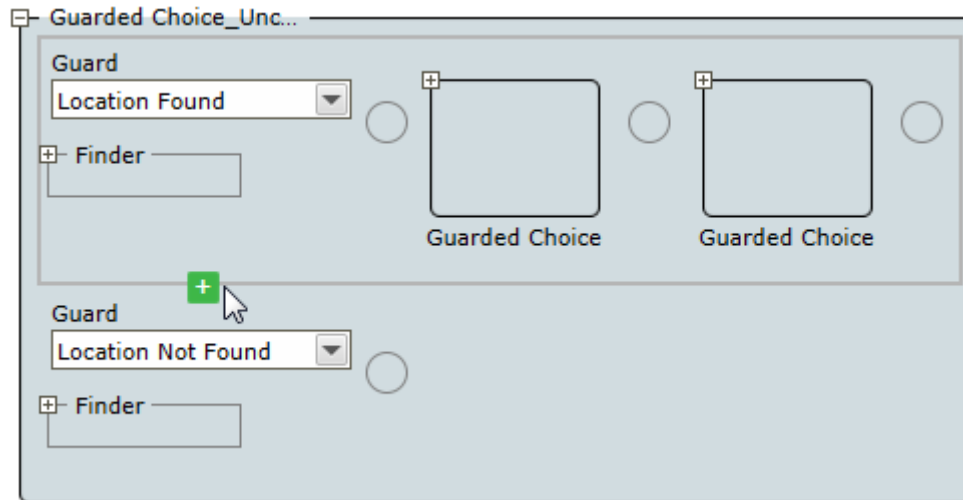 Guarded Choice_Unc...
Guard
Location Found
Finder
Guarded Choice
Guarded Choice
Guard
Location Not Found
Finder